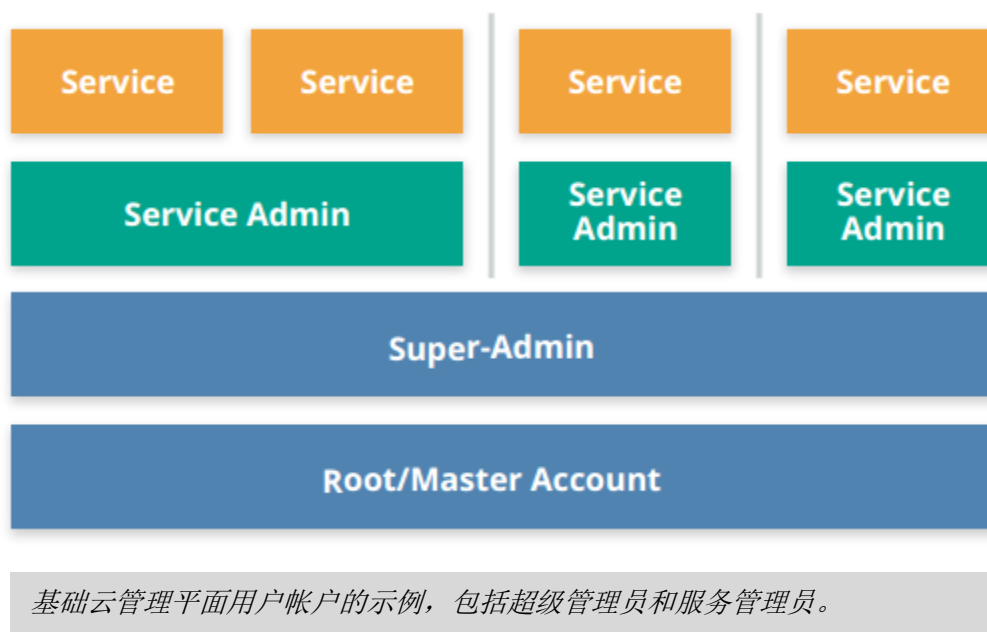 Service
Service
Service
Service
Service Admin
Service
Admin
Service
Admin
Super-Admin
Root/Master Account
基础云管理平面用户帐户的示例，包括超级管理员和服务管理员。